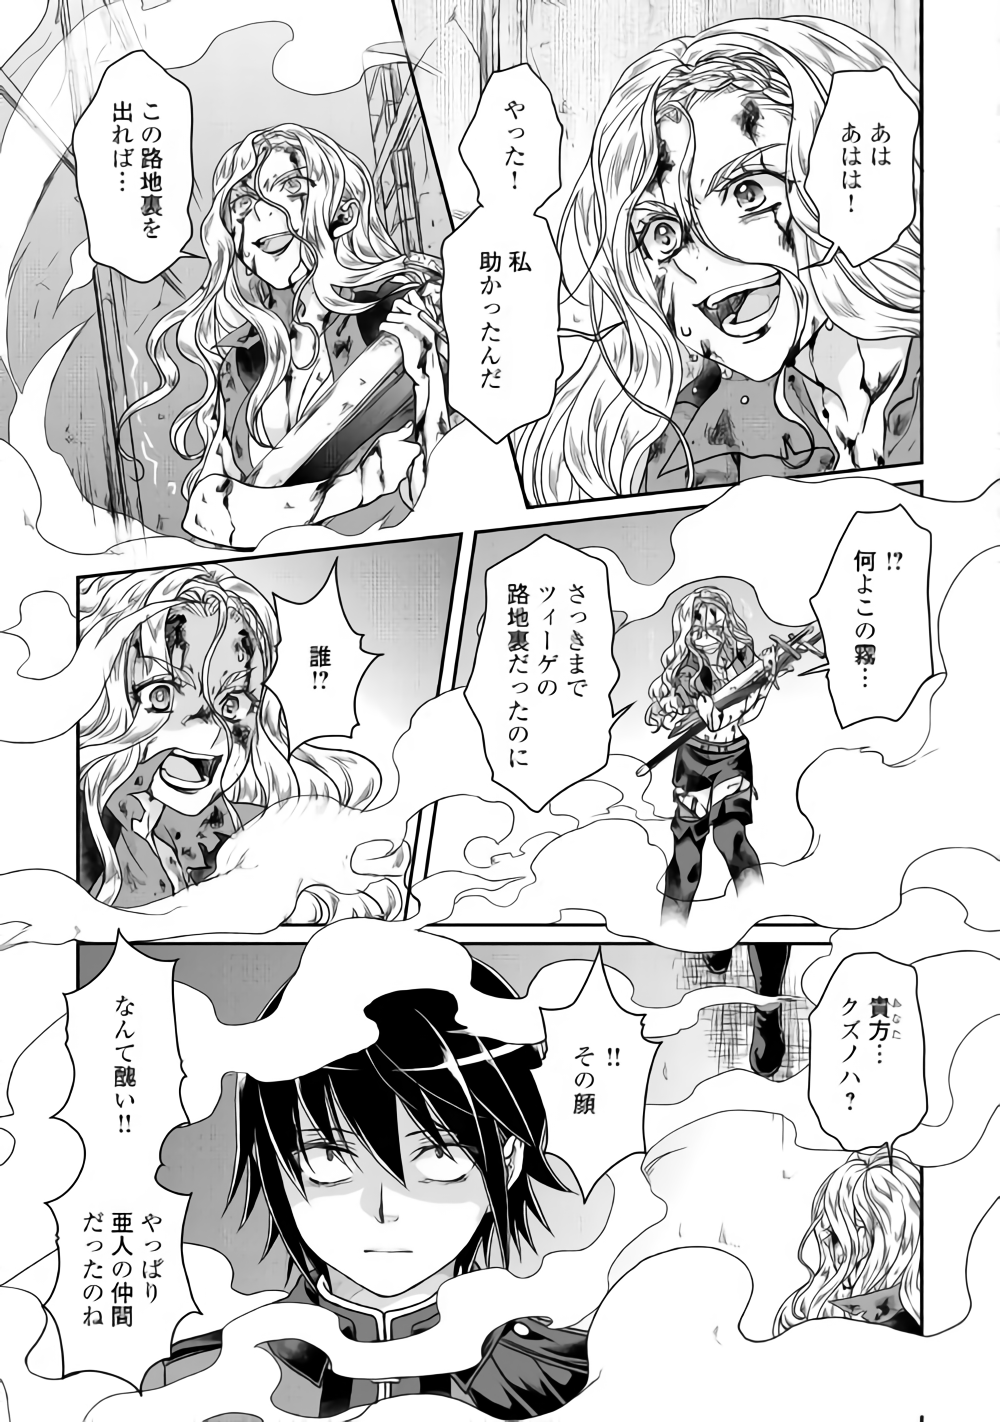 あは
あはは！
やった！
私
助かったんだ
この路地裏を
出れば…
!?
何よこの霧…
さっきまで
ツィーゲの
路地裏だったのに
誰!?
貴方…
あなた
クズノハ？
!!
その顔
なんて醜い!!
やっぱり
亜人の仲間
だったのね